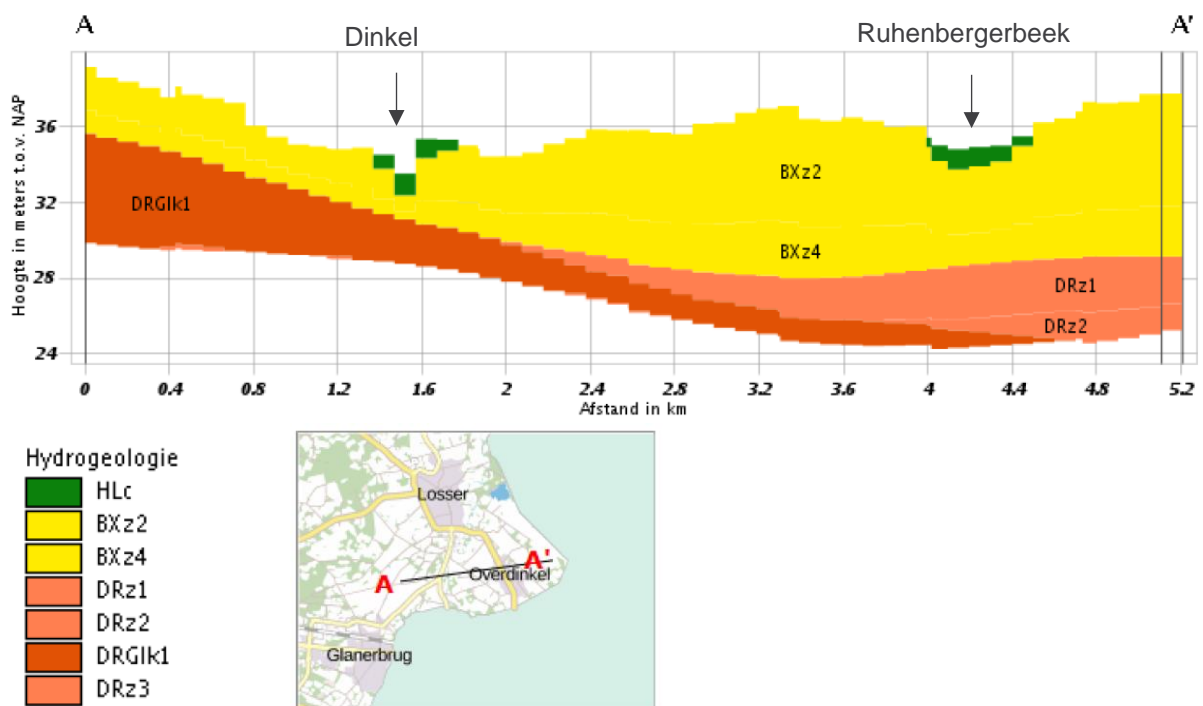 A
Dinkel
Ruhenbergerbeek
A'
Hoogte in meters t.o.v. NAP
36
32
28
24
DRGlk1
BXz2
BXz4
DRz1
DRz2
0 0.4 0.8 1.2 1.6 2 2.4 2.8 3.2 3.6 4 4.4 4.8 5.2
Afstand in km
Hydrogeologie
HLc
BXz2
BXz4
DRz1
DRz2
DRGlk1
DRz3
Losser
A
A'
Overdinkel
Glanerbrug